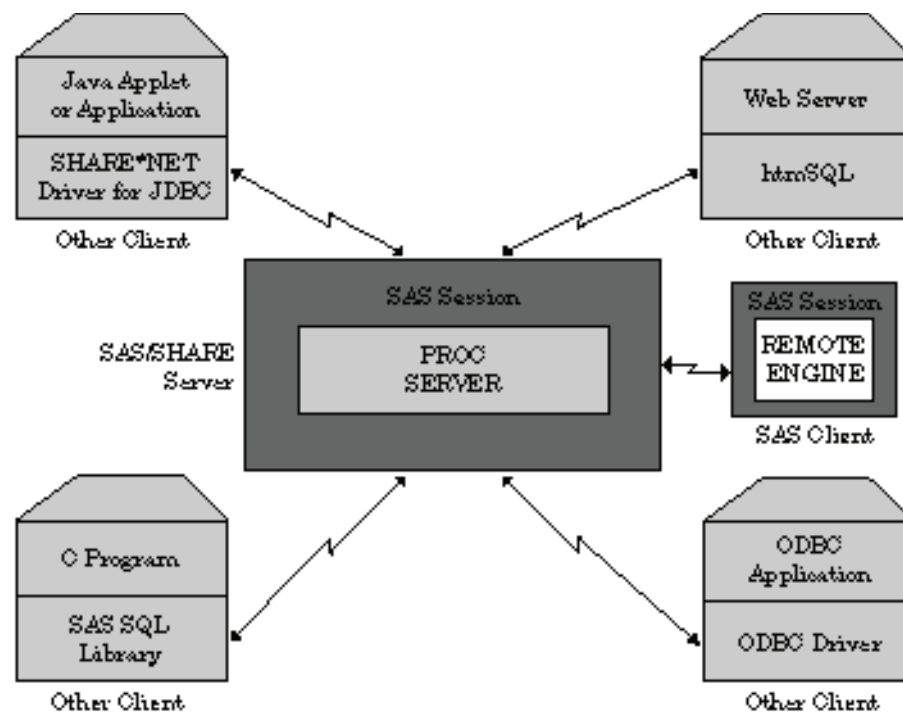 Java Applet
or Application
SHARE*NET
Driver for JDBC
Other Client
Web Server
htmSQL
Other Client
SAS/SHARE
Server
SAS Session
PROC
SERVER
SAS Session
REMOTE
ENGINE
SAS Client
C Program
SAS SQL
Library
Other Client
ODBC
Application
ODBC Driver
Other Client